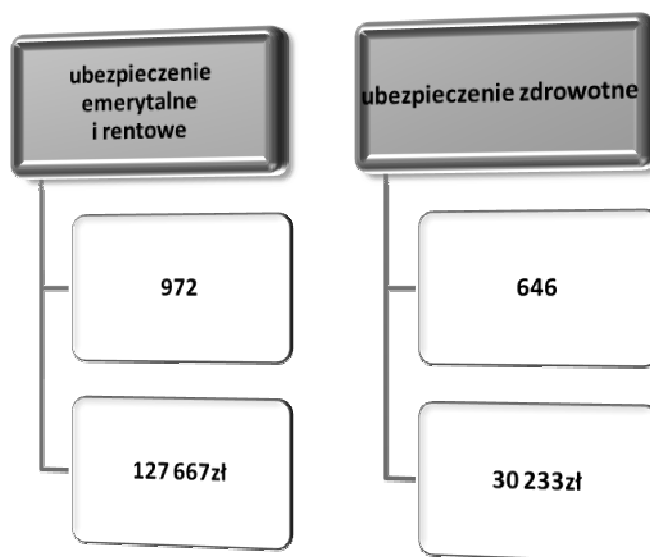 ubezpieczenie
emerytalne
i rentowe
972
127 667zł
ubezpieczenie zdrowotne
646
30 233zł